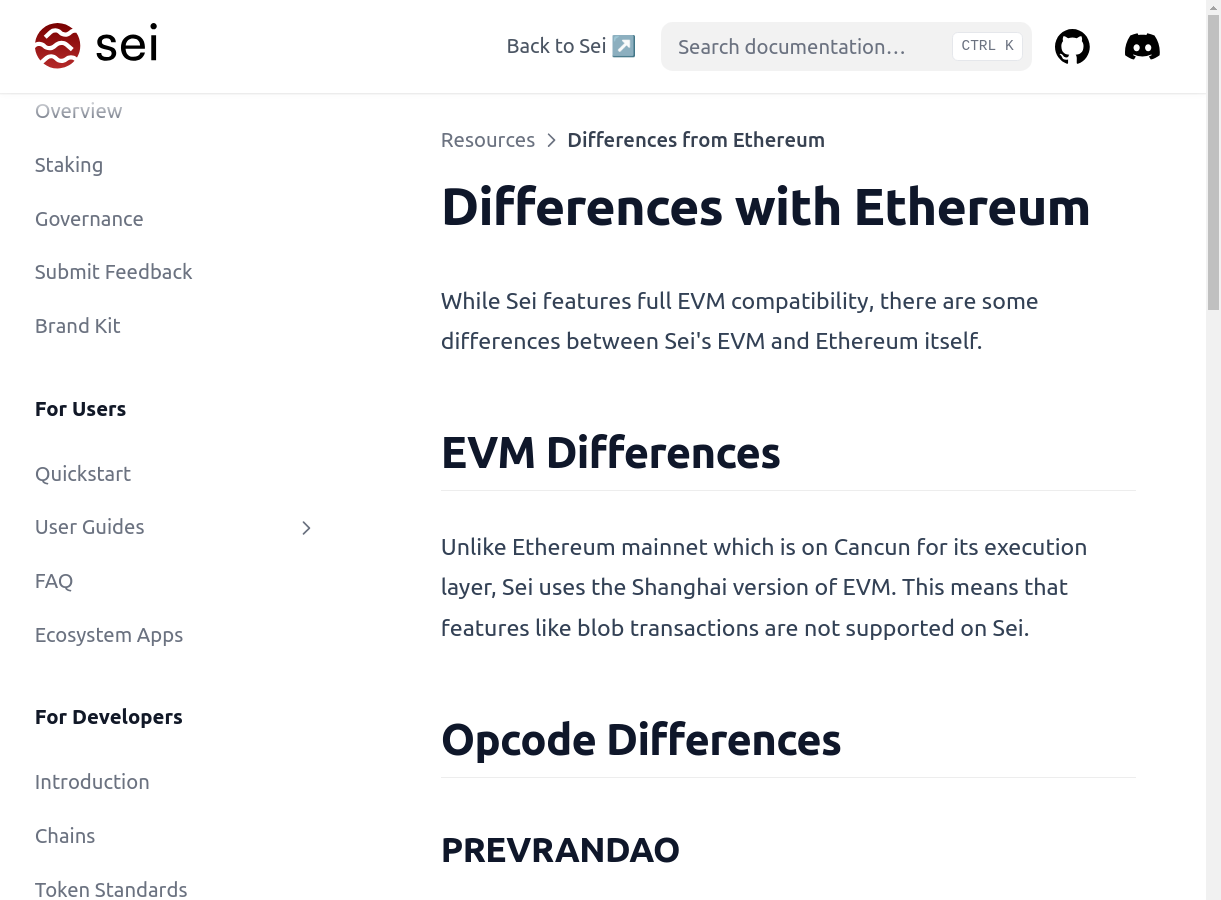 sei
Back to Sei ↗
Search documentation…
CTRL K
Overview
Staking
Governance
Submit Feedback
Brand Kit
For Users
Quickstart
User Guides
FAQ
Ecosystem Apps
For Developers
Introduction
Chains
Token Standards
Resources > Differences from Ethereum
Differences with Ethereum
While Sei features full EVM compatibility, there are some
differences between Sei's EVM and Ethereum itself.
EVM Differences
Unlike Ethereum mainnet which is on Cancun for its execution
layer, Sei uses the Shanghai version of EVM. This means that
features like blob transactions are not supported on Sei.
Opcode Differences
PREVRANDAO